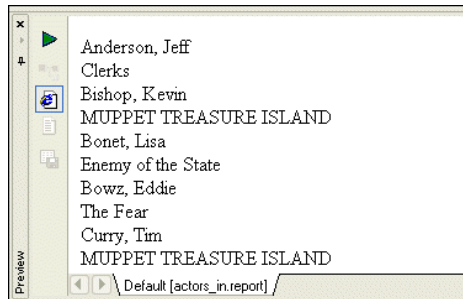 Anderson, Jeff
Clerks
Bishop, Kevin
MUPPET TREASURE ISLAND
Bonet, Lisa
Enemy of the State
Bowz, Eddie
The Fear
Curry, Tim
MUPPET TREASURE ISLAND
Preview
Default [actors_in.report]